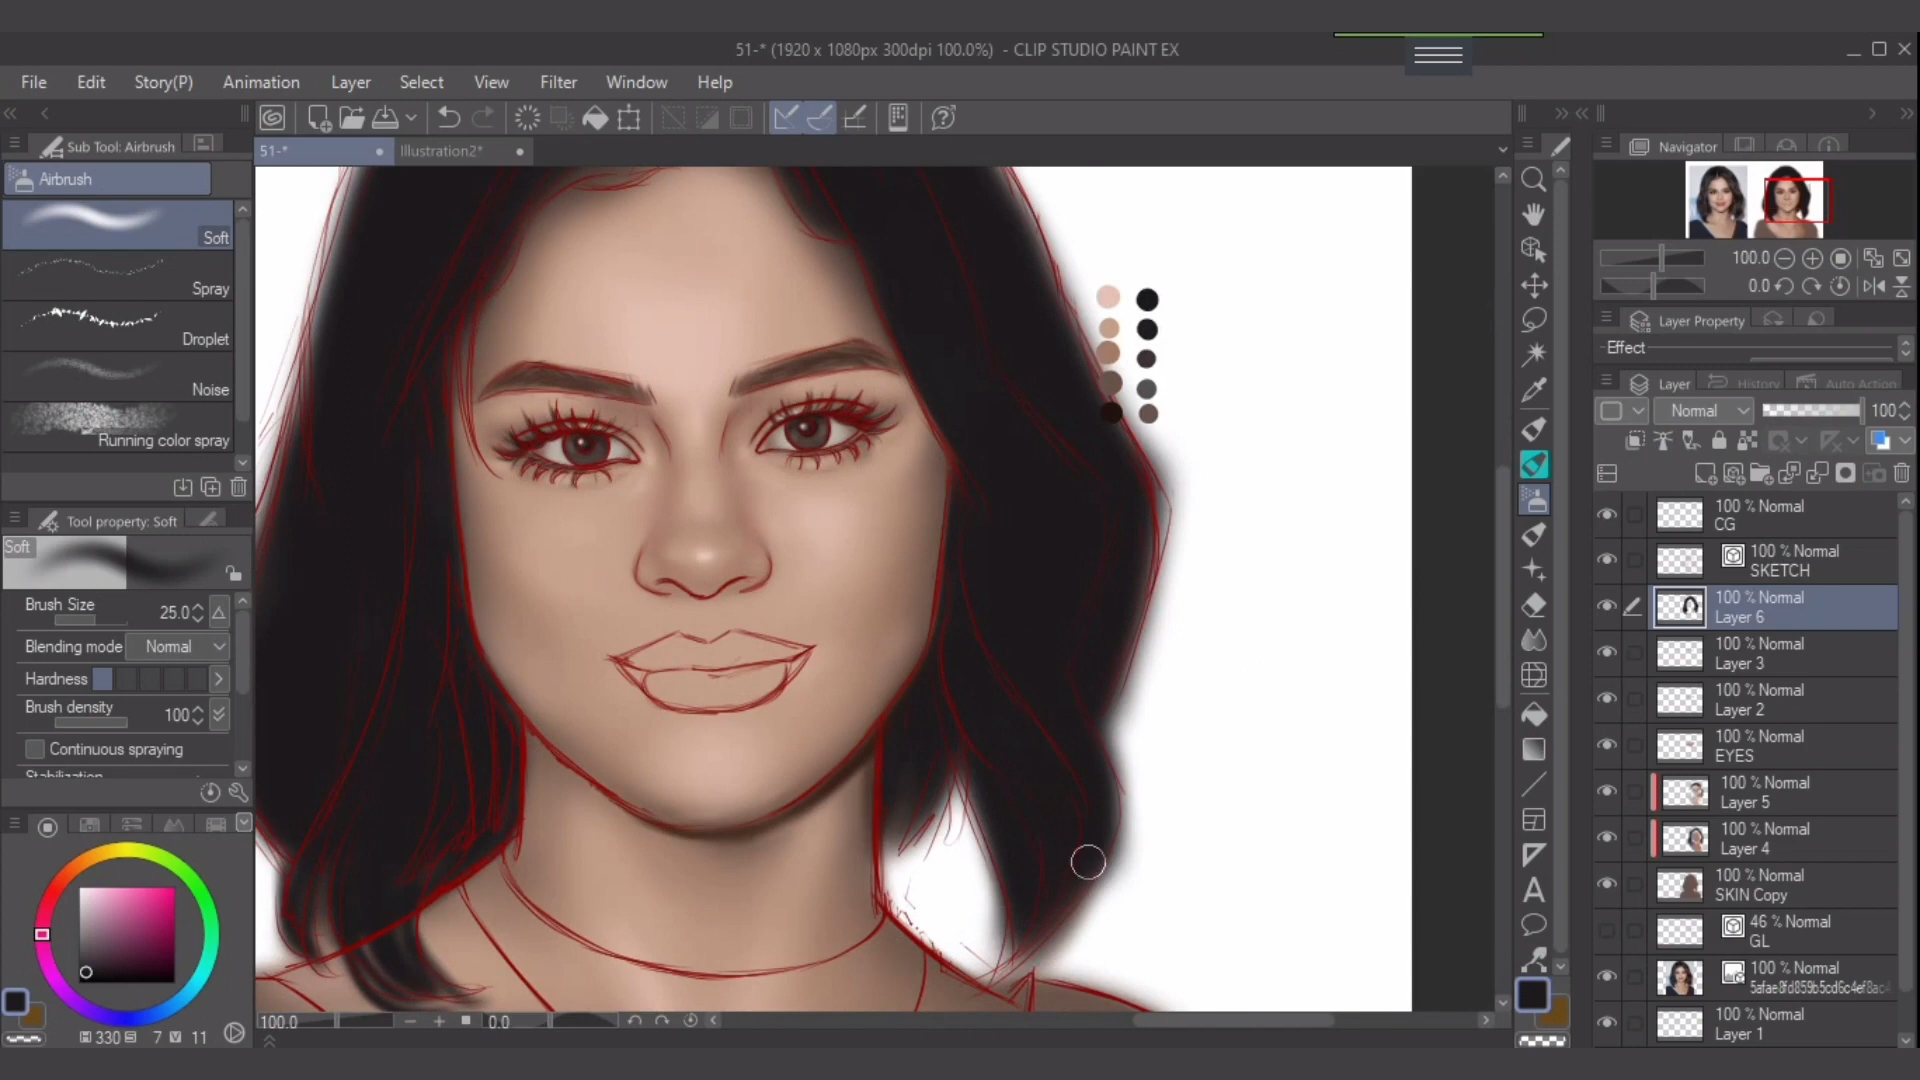 51-* (1920 x 1080px 300dpi 100.0%)  - CLIP STUDIO PAINT EX
File Edit Story(P) Animation Layer Select View Filter Window Help
Sub Tool: Airbrush
51-* Illustration2*
Navigator
Airbrush
Soft
Spray
Droplet
Noise
Running color spray
Tool property: Soft
Soft
Brush Size 25.0
Blending mode Normal
Hardness
Brush density 100
Continuous spraying
Stabilization
H 330 S 7 V 11
100.0 0.0
A
100.0
0.0
Layer Property
Effect
Layer History Auto Action
Normal 100
100 % Normal
CG
100 % Normal
SKETCH
100 % Normal
Layer 6
100 % Normal
Layer 3
100 % Normal
Layer 2
100 % Normal
EYES
100 % Normal
Layer 5
100 % Normal
Layer 4
100 % Normal
SKIN Copy
46 % Normal
GL
100 % Normal
5afae8fd859b5cd6c4ef8ac4
100 % Normal
Layer 1